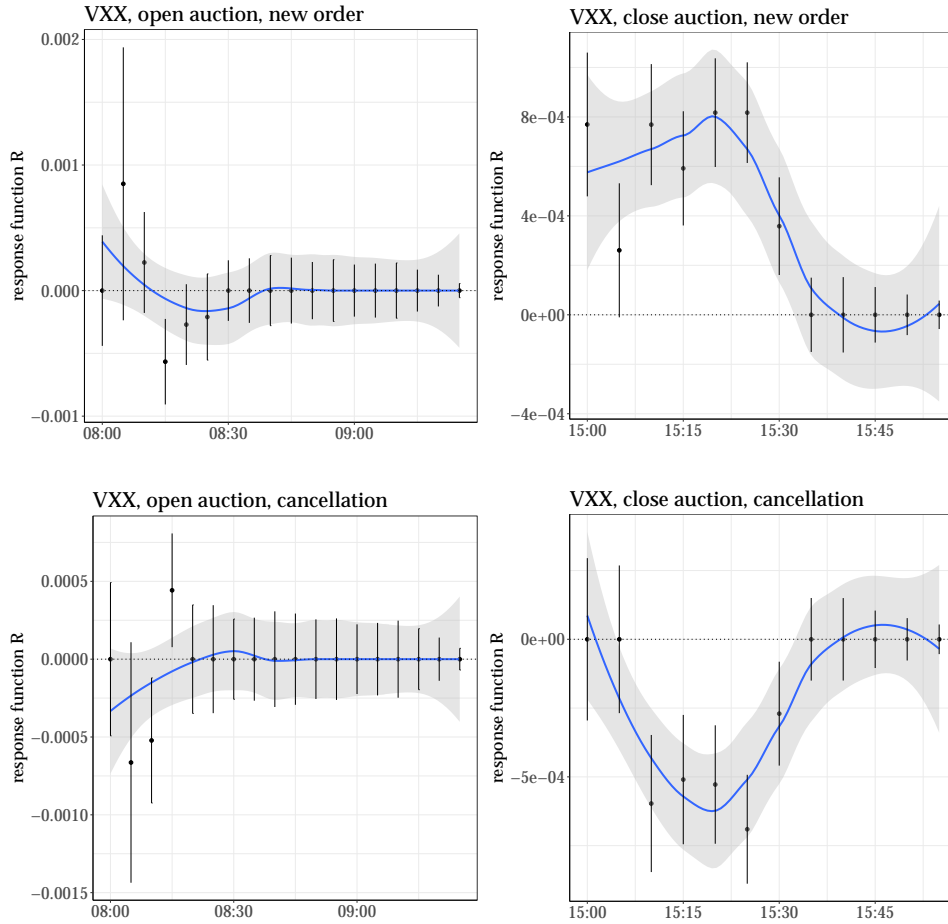 VXX, open auction, new order
response function R
0.002
0.001
0.000
−0.001
08:00 08:30 09:00
VXX, close auction, new order
response function R
8e−04
4e−04
0e+00
−4e−04
15:00 15:15 15:30 15:45
VXX, open auction, cancellation
response function R
0.0005
0.0000
−0.0005
−0.0010
−0.0015
08:00 08:30 09:00
VXX, close auction, cancellation
response function R
0e+00
−5e−04
15:00 15:15 15:30 15:45